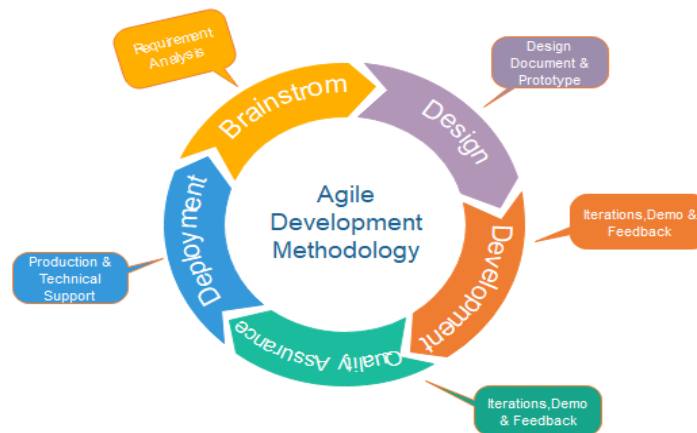 Requirement
Analysis
Brainstrom
Design
Document &
Prototype
Design
Agile
Development
Methodology
Iterations,Demo &
Feedback
Development
Production &
Technical
Support
Deployment
Quality Assurance
Iterations,Demo
& Feedback